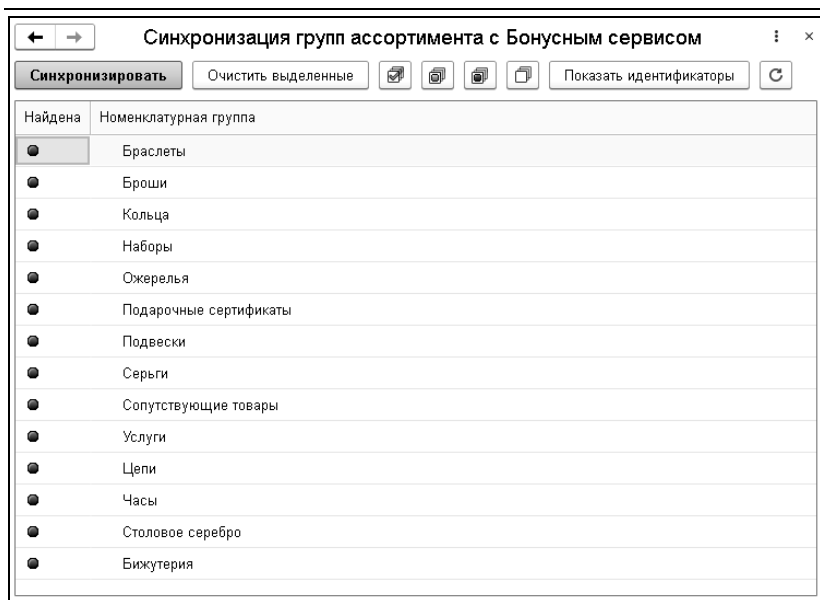 Синхронизация групп ассортимента с Бонусным сервисом
Синхронизировать Очистить выделенные Показать идентификаторы
Найдена Номенклатурная группа
Браслеты
Броши
Кольца
Наборы
Ожерелья
Подарочные сертификаты
Подвески
Серьги
Сопутствующие товары
Услуги
Цепи
Часы
Столовое серебро
Бижутерия